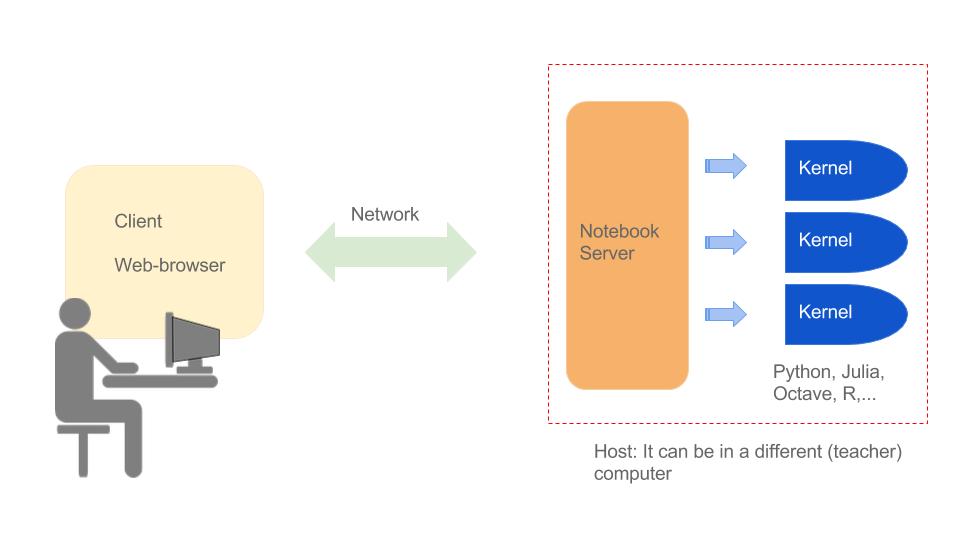 Client
Web-browser
Network
Notebook
Server
Kernel
Kernel
Kernel
Python, Julia,
Octave, R,...
Host: It can be in a different (teacher)
computer